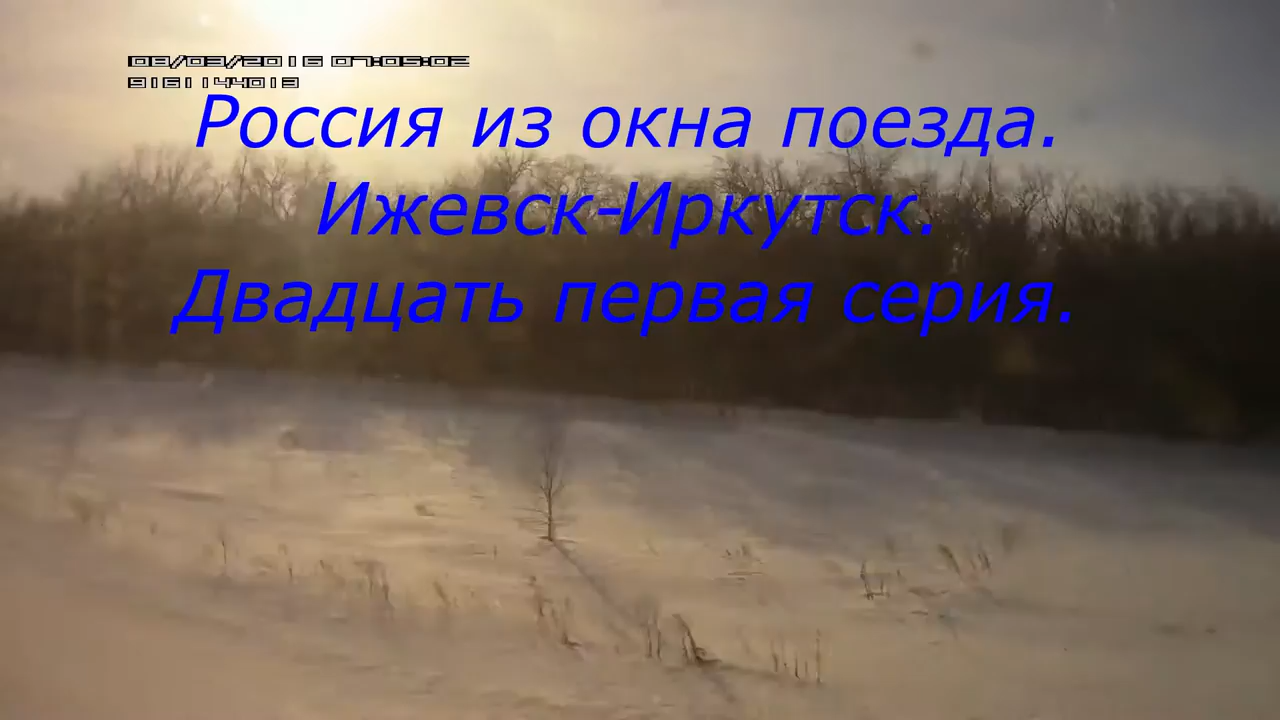 08/03/2016 07:05:02
9161144013
Россия из окна поезда.
Ижевск-Иркутск.
Двадцать первая серия.